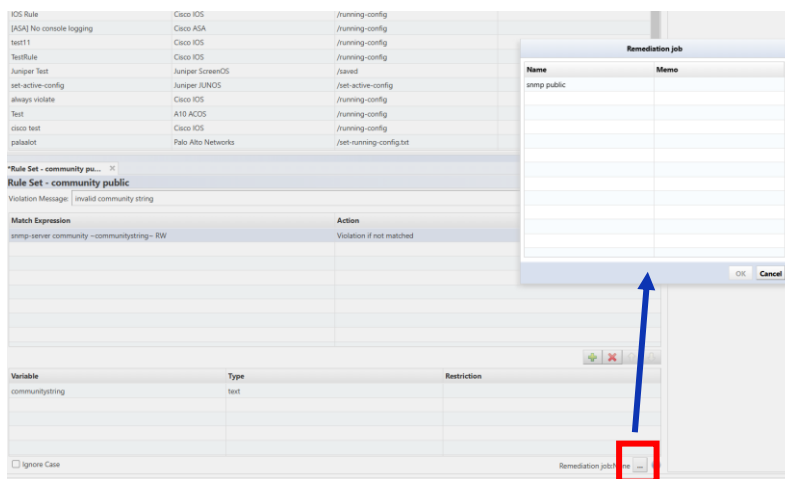 IOS Rule Cisco IOS /running-config
[ASA] No console logging Cisco ASA /running-config
test11 Cisco IOS /running-config
TestRule Cisco IOS /running-config
Juniper Test Juniper ScreenOS /saved
set-active-config Juniper JUNOS /set-active-config
always violate Cisco IOS /running-config
Test A10 ACOS /running-config
cisco test Cisco IOS /running-config
palaalot Palo Alto Networks /set-running-config.txt
Remediation job
Name Memo
snmp public
OK Cancel
*Rule Set - community pu...
Rule Set - community public
Violation Message: invalid community string
Match Expression Action
snmp-server community ~communitystring~ RW Violation if not matched
Variable Type Restriction
communitystring text
Ignore Case Remediation job:None ...